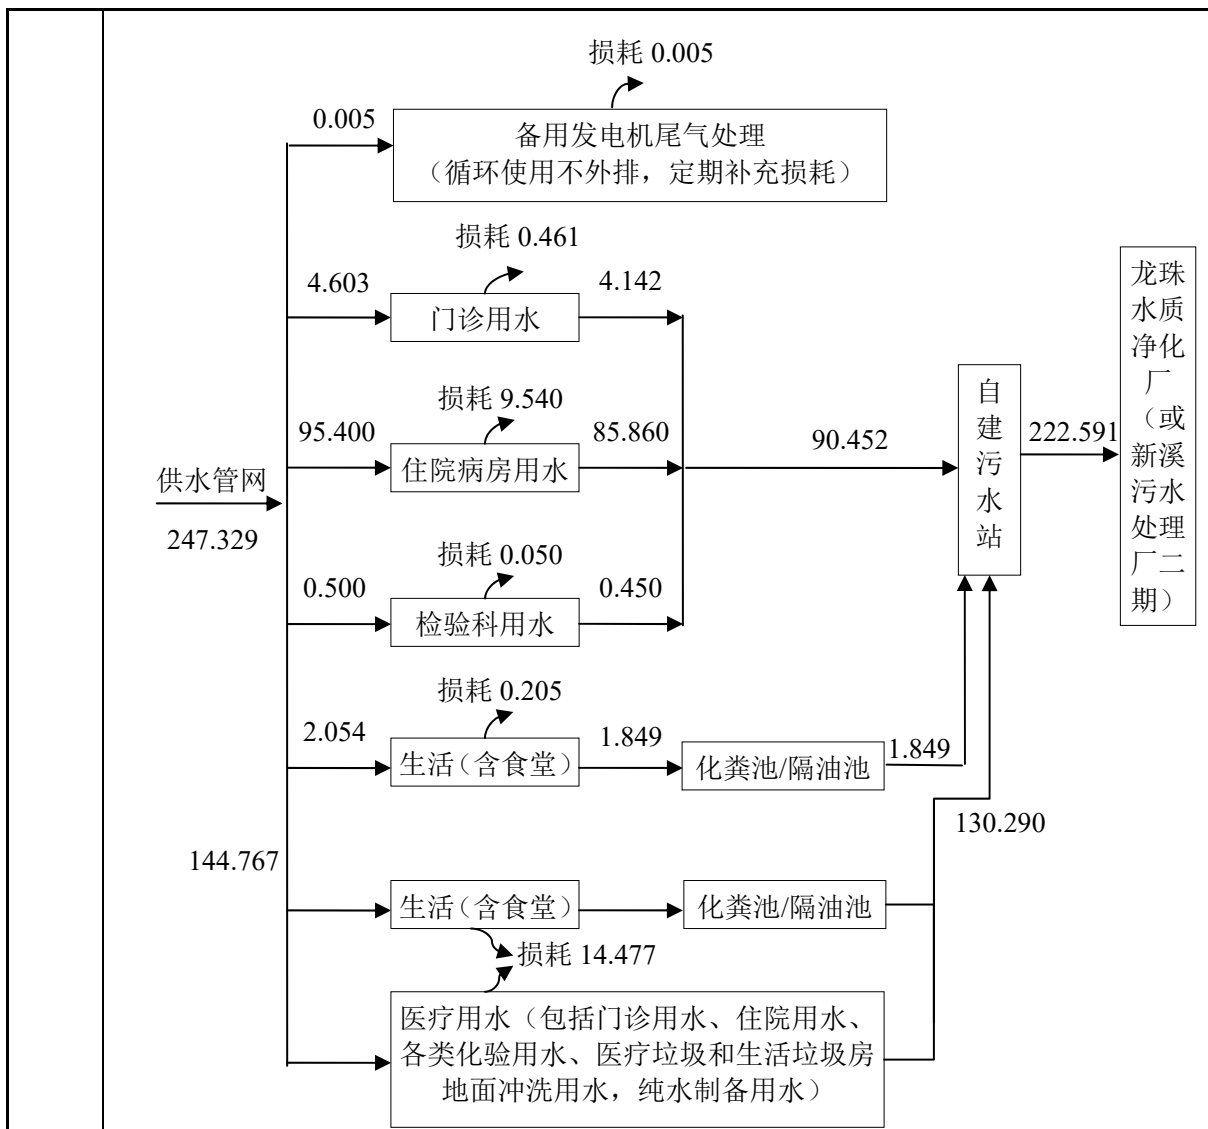 损耗 0.005
0.005
备用发电机尾气处理
（循环使用不外排，定期补充损耗）
损耗 0.461
4.603
门诊用水
4.142
损耗 9.540
95.400
住院病房用水
85.860
90.452
供水管网
247.329
损耗 0.050
0.500
检验科用水
0.450
损耗 0.205
2.054
生活（含食堂）
1.849
化粪池/隔油池
1.849
144.767
生活（含食堂）
化粪池/隔油池
130.290
损耗 14.477
医疗用水（包括门诊用水、住院用水、
各类化验用水、医疗垃圾和生活垃圾房
地面冲洗用水，纯水制备用水）
自
建
污
水
站
222.591
龙珠
水质
净化
厂
（或
新溪
污水
处理
厂二
期）